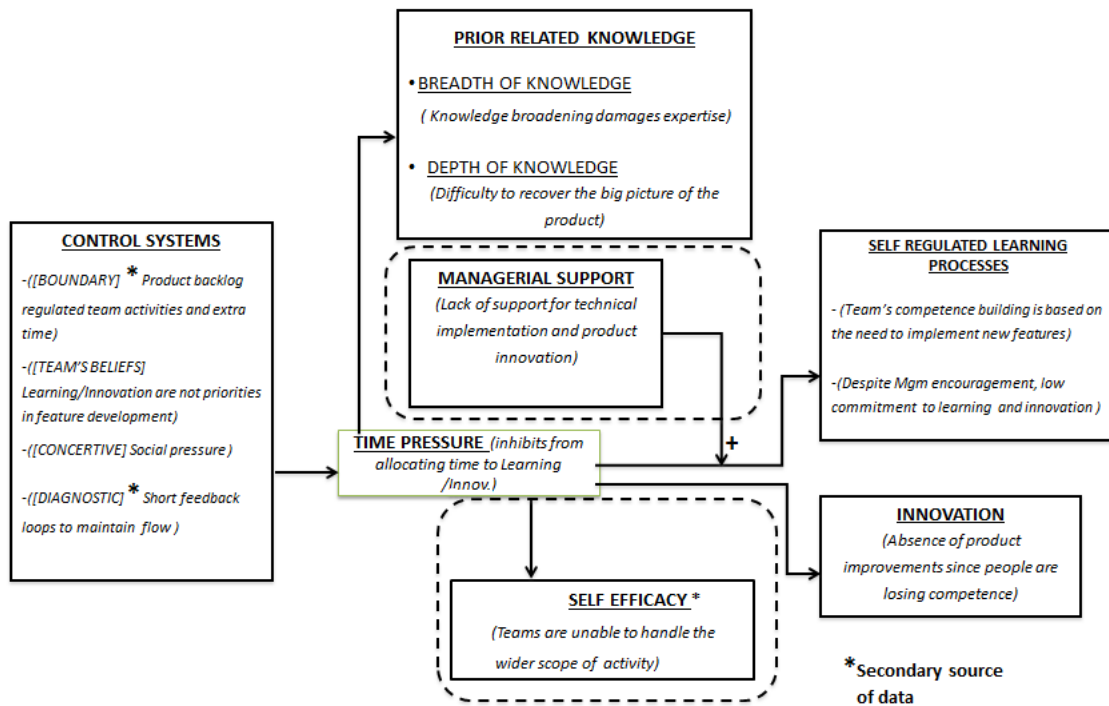 PRIOR RELATED KNOWLEDGE
•BREADTH OF KNOWLEDGE
( Knowledge broadening damages expertise)
• DEPTH OF KNOWLEDGE
(Difficulty to recover the big picture of the
product)
CONTROL SYSTEMS
-([BOUNDARY] * Product backlog
regulated team activities and extra
time)
-([TEAM'S BELIEFS]
Learning/Innovation are not priorities
in feature development)
-([CONCERTIVE] Social pressure )
-([DIAGNOSTIC] * Short feedback
loops to maintain flow )
MANAGERIAL SUPPORT
(Lack of support for technical
implementation and product
innovation)
+
TIME PRESSURE (inhibits from
allocating time to Learning
/Innov.)
SELF EFFICACY *
(Teams are unable to handle the
wider scope of activity)
SELF REGULATED LEARNING
PROCESSES
- (Team's competence building is based on
the need to implement new features)
-(Despite Mgm encouragement, low
commitment to learning and innovation )
INNOVATION
(Absence of product
improvements since people are
losing competence)
*Secondary source
of data